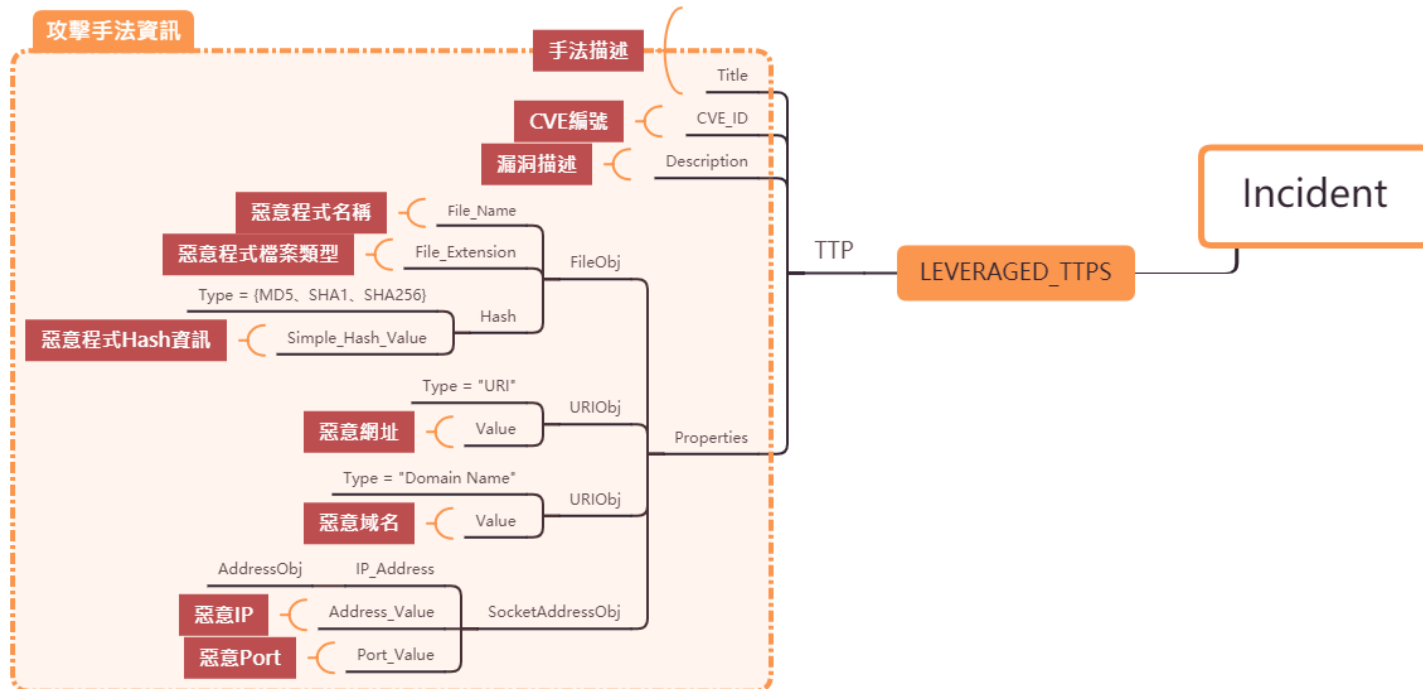 攻擊手法資訊
手法描述
Title
CVE編號
CVE_ID
漏洞描述
Description
惡意程式名稱
File_Name
惡意程式檔案類型
File_Extension
FileObj
Type = {MD5、SHA1、SHA256}
Hash
惡意程式Hash資訊
Simple_Hash_Value
Type = "URI"
URIObj
惡意網址
Value
Properties
Type = "Domain Name"
URIObj
惡意域名
Value
AddressObj
IP_Address
惡意IP
Address_Value
SocketAddressObj
惡意Port
Port_Value
TTP
LEVERAGED_TTPS
Incident